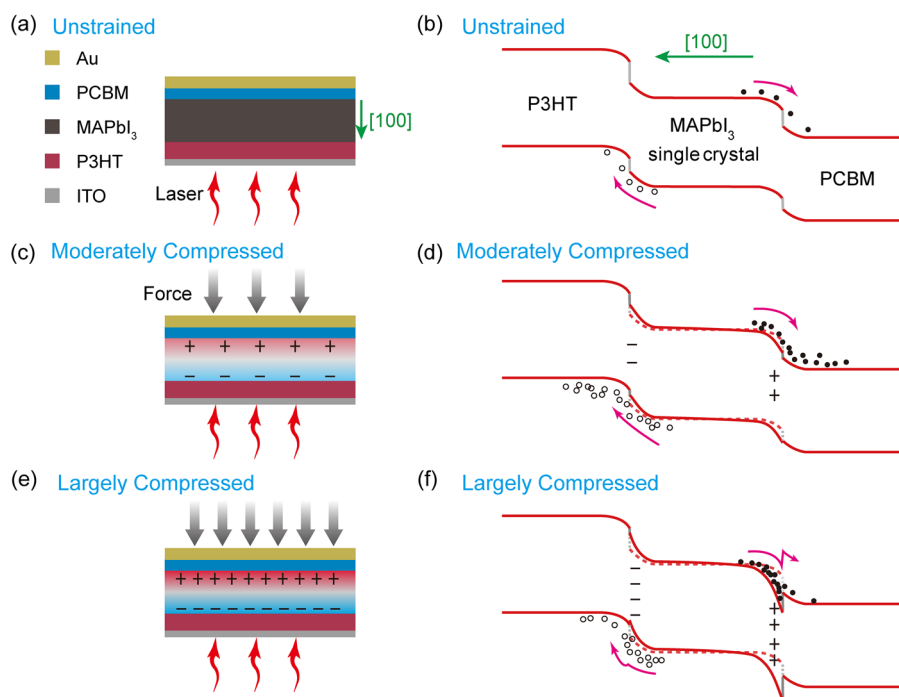 (a) Unstrained
Au
PCBM
MAPbI₃
P3HT
ITO
[100]
Laser
(b) Unstrained
[100]
P3HT
MAPbI₃
single crystal
PCBM
(c) Moderately Compressed
Force
+ + + + +
− − − − −
(d) Moderately Compressed
−
−
+
+
(e) Largely Compressed
+ + + + + + + + +
− − − − − − − − −
(f) Largely Compressed
−
−
−
−
+
+
+
+